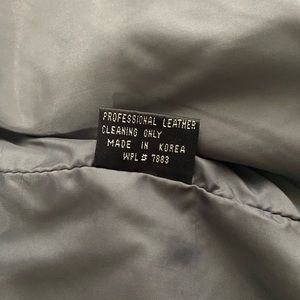 PROFESSIONAL LEATHER
CLEANING ONLY
MADE IN KOREA
WPL # 7883